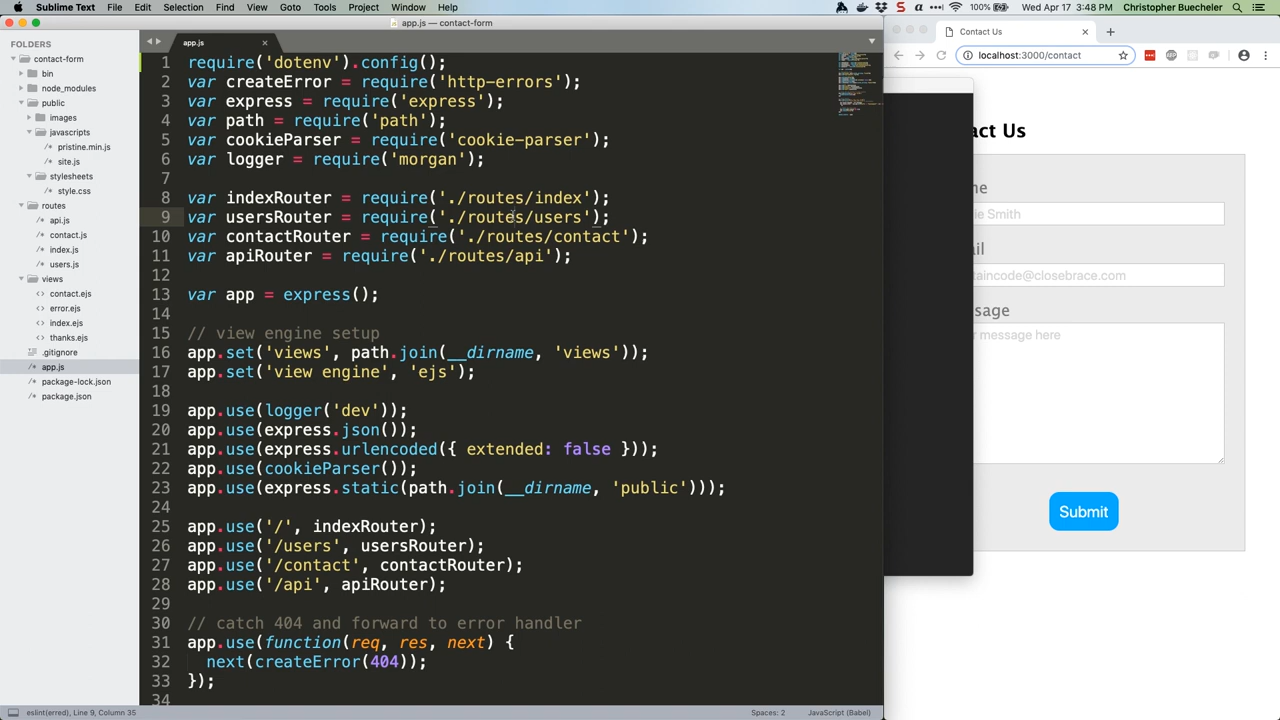 Sublime Text File Edit Selection Find View Goto Tools Project Window Help
100% Wed Apr 17 3:48 PM Christopher Buecheler
app.js — contact-form
Contact Us
localhost:3000/contact
FOLDERS
contact-form
bin
node_modules
public
images
javascripts
pristine.min.js
site.js
stylesheets
style.css
routes
api.js
contact.js
index.js
users.js
views
contact.ejs
error.ejs
index.ejs
thanks.ejs
.gitignore
app.js
package-lock.json
package.json
app.js
1 require('dotenv').config();
2 var createError = require('http-errors');
3 var express = require('express');
4 var path = require('path');
5 var cookieParser = require('cookie-parser');
6 var logger = require('morgan');
7
8 var indexRouter = require('./routes/index');
9 var usersRouter = require('./routes/users');
10 var contactRouter = require('./routes/contact');
11 var apiRouter = require('./routes/api');
12
13 var app = express();
14
15 // view engine setup
16 app.set('views', path.join(__dirname, 'views'));
17 app.set('view engine', 'ejs');
18
19 app.use(logger('dev'));
20 app.use(express.json());
21 app.use(express.urlencoded({ extended: false }));
22 app.use(cookieParser());
23 app.use(express.static(path.join(__dirname, 'public')));
24
25 app.use('/', indexRouter);
26 app.use('/users', usersRouter);
27 app.use('/contact', contactRouter);
28 app.use('/api', apiRouter);
29
30 // catch 404 and forward to error handler
31 app.use(function(req, res, next) {
32 next(createError(404));
33 });
34
act Us
ne
ie Smith
ail
taincode@closebrace.com
sage
r message here
Submit
eslint(erred), Line 9, Column 35
Spaces: 2
JavaScript (Babel)